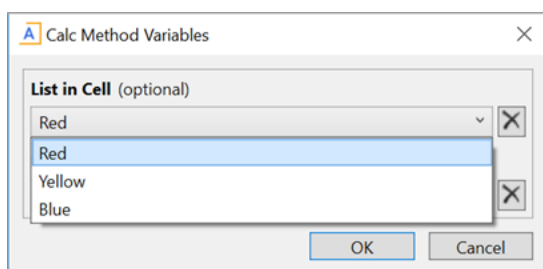 A Calc Method Variables
List in Cell (optional)
Red
Red
Yellow
Blue
OK Cancel